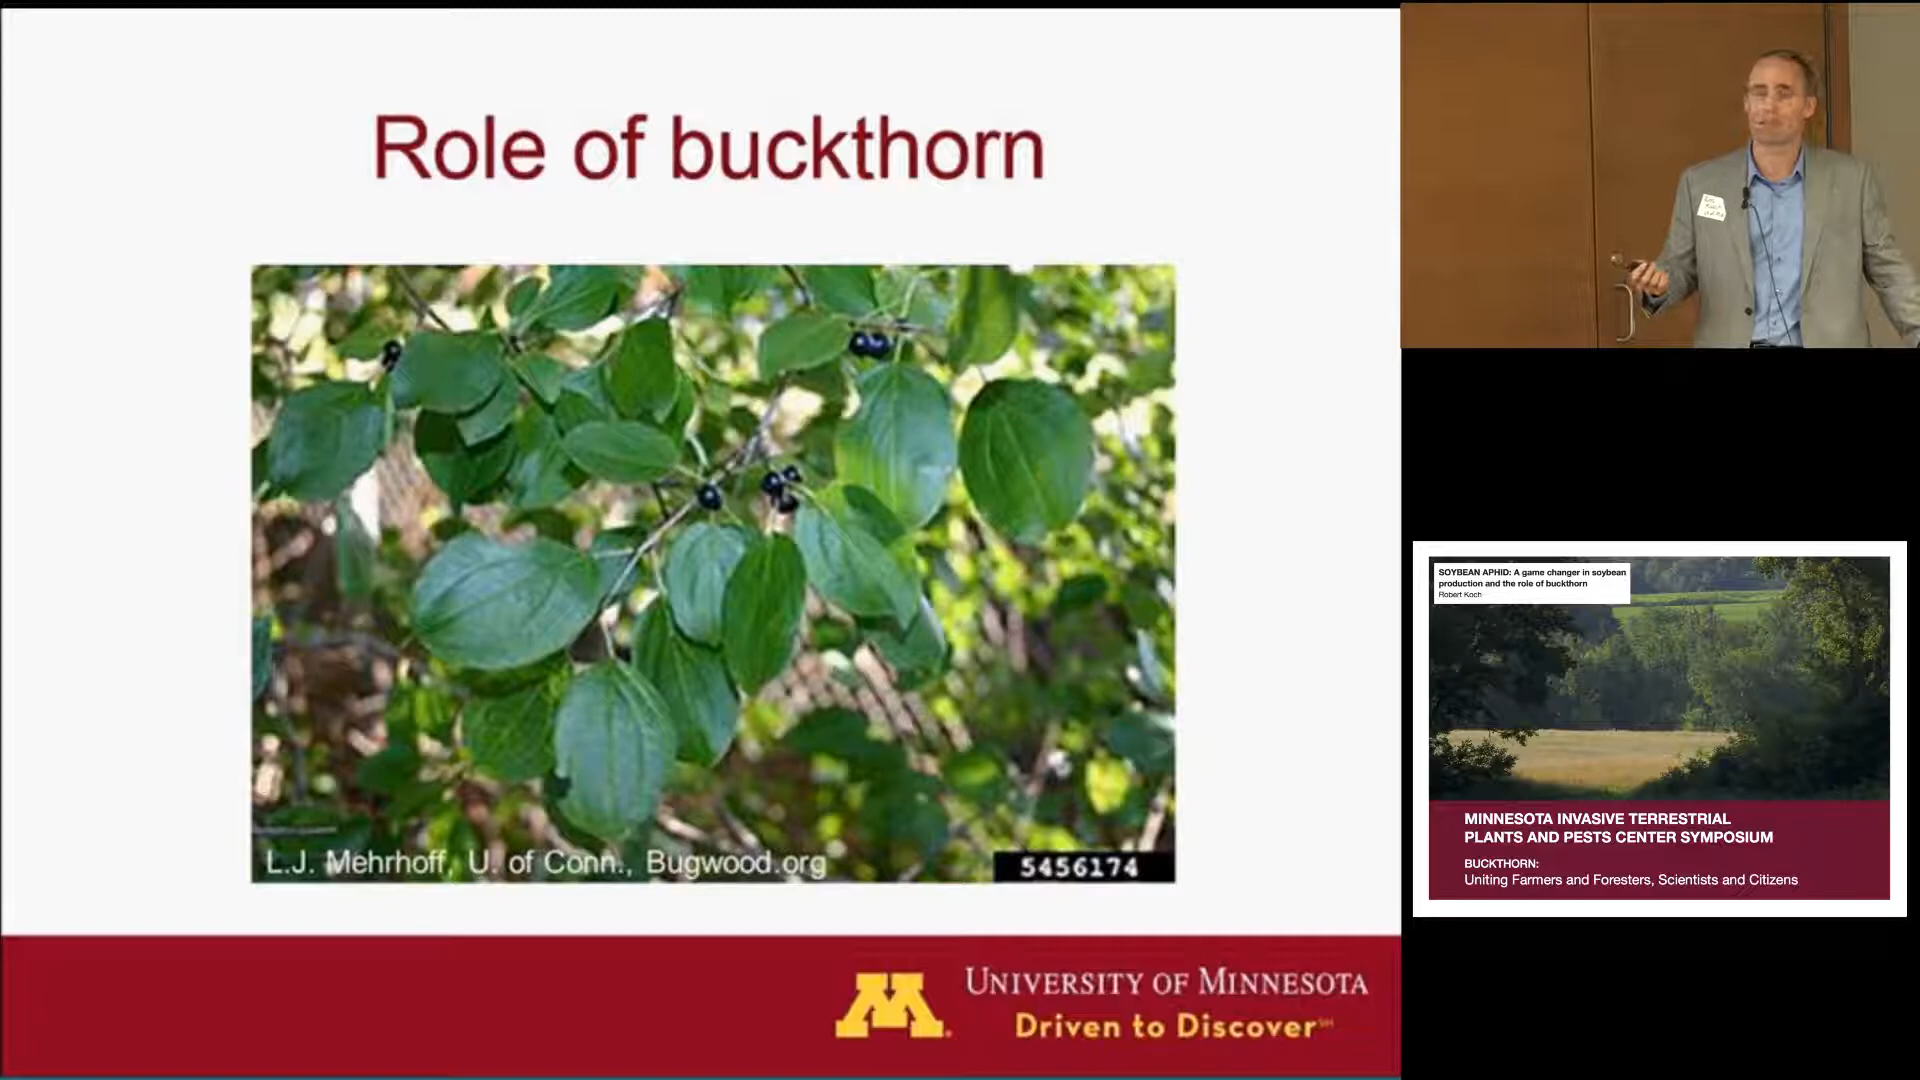 Role of buckthorn
L.J. Mehrhoff, U. of Conn., Bugwood.org
5456174
UNIVERSITY OF MINNESOTA
Driven to Discover℠
SOYBEAN APHID: A game changer in soybean
production and the role of buckthorn
Robert Koch
MINNESOTA INVASIVE TERRESTRIAL
PLANTS AND PESTS CENTER SYMPOSIUM
BUCKTHORN:
Uniting Farmers and Foresters, Scientists and Citizens